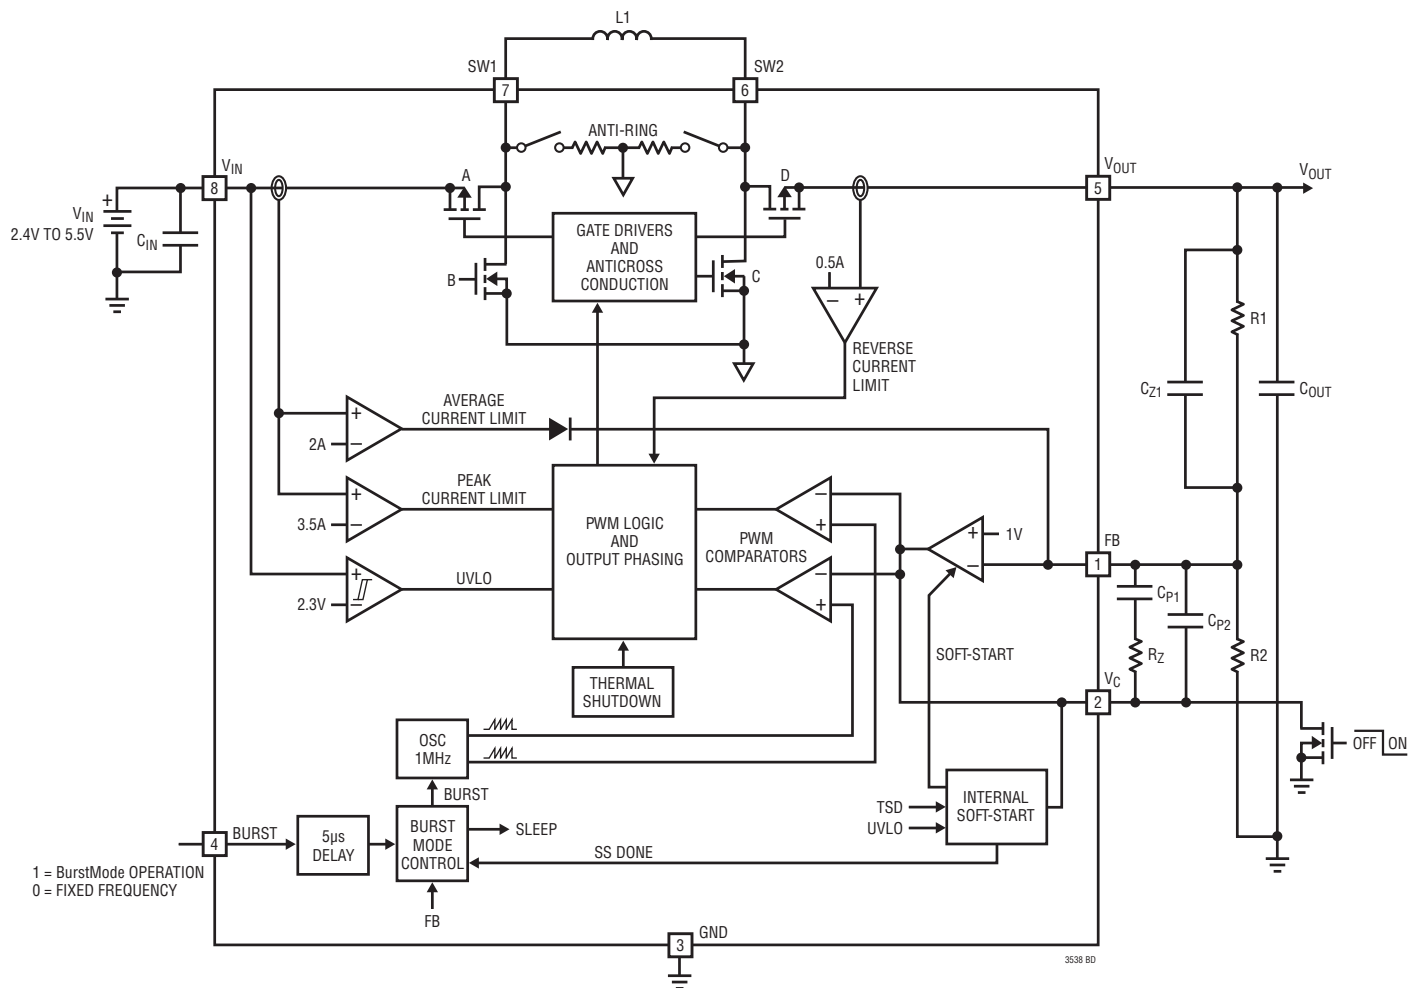 L1
SW1
SW2
7
6
ANTI-RING
VIN
8
A
D
VOUT
5
VOUT
+
VIN
2.4V TO 5.5V
CIN
GATE DRIVERS
AND
ANTICROSS
CONDUCTION
B
C
0.5A
– +
REVERSE
CURRENT
LIMIT
R1
CZ1
COUT
AVERAGE
CURRENT LIMIT
+
2A –
PEAK
CURRENT LIMIT
+
3.5A –
UVLO
+
2.3V –
PWM LOGIC
AND
OUTPUT PHASING
PWM
COMPARATORS
–
+
–
+
+ 1V
–
FB
1
CP1
CP2
RZ
R2
SOFT-START
VC
2
THERMAL
SHUTDOWN
OSC
1MHz
OFF ON
BURST
INTERNAL
SOFT-START
TSD
UVLO
4
BURST
5µs
DELAY
BURST
MODE
CONTROL
SLEEP
SS DONE
1 = BurstMode OPERATION
0 = FIXED FREQUENCY
FB
3
GND
3538 BD